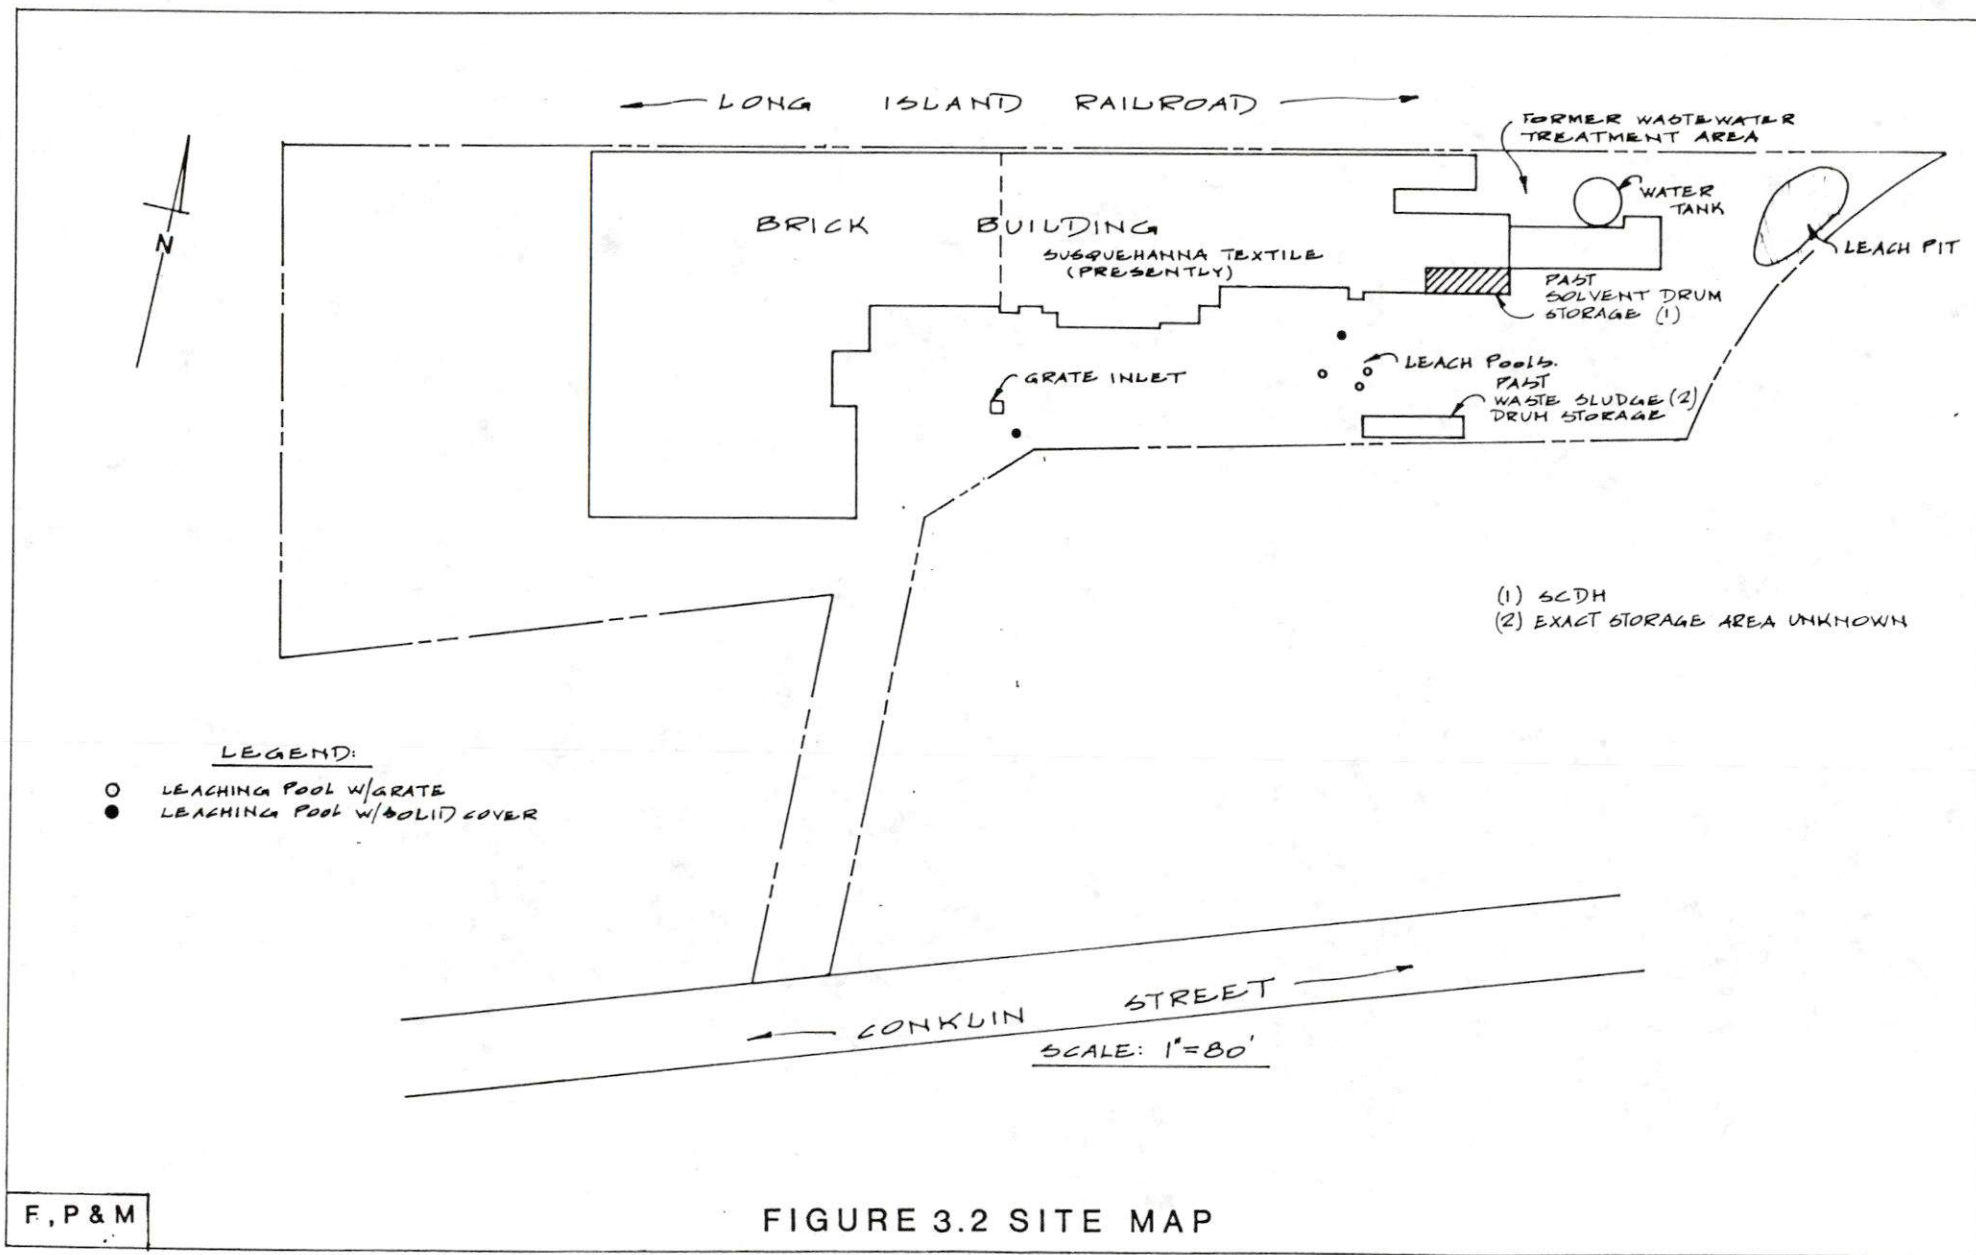 LONG ISLAND RAILROAD
FORMER WASTEWATER
TREATMENT AREA
WATER
TANK
N
BRICK BUILDING
SUSQUEHANNA TEXTILE
(PRESENTLY)
LEACH PIT
PAST
SOLVENT DRUM
STORAGE (1)
LEACH POOLS.
GRATE INLET
PAST
WASTE SLUDGE (2)
DRUM STORAGE
(1) SCDH
(2) EXACT STORAGE AREA UNKNOWN
LEGEND:
LEACHING POOL W/GRATE
LEACHING POOL W/SOLID COVER
CONKLIN STREET
SCALE: 1"=80'
F,P&M
FIGURE 3.2 SITE MAP